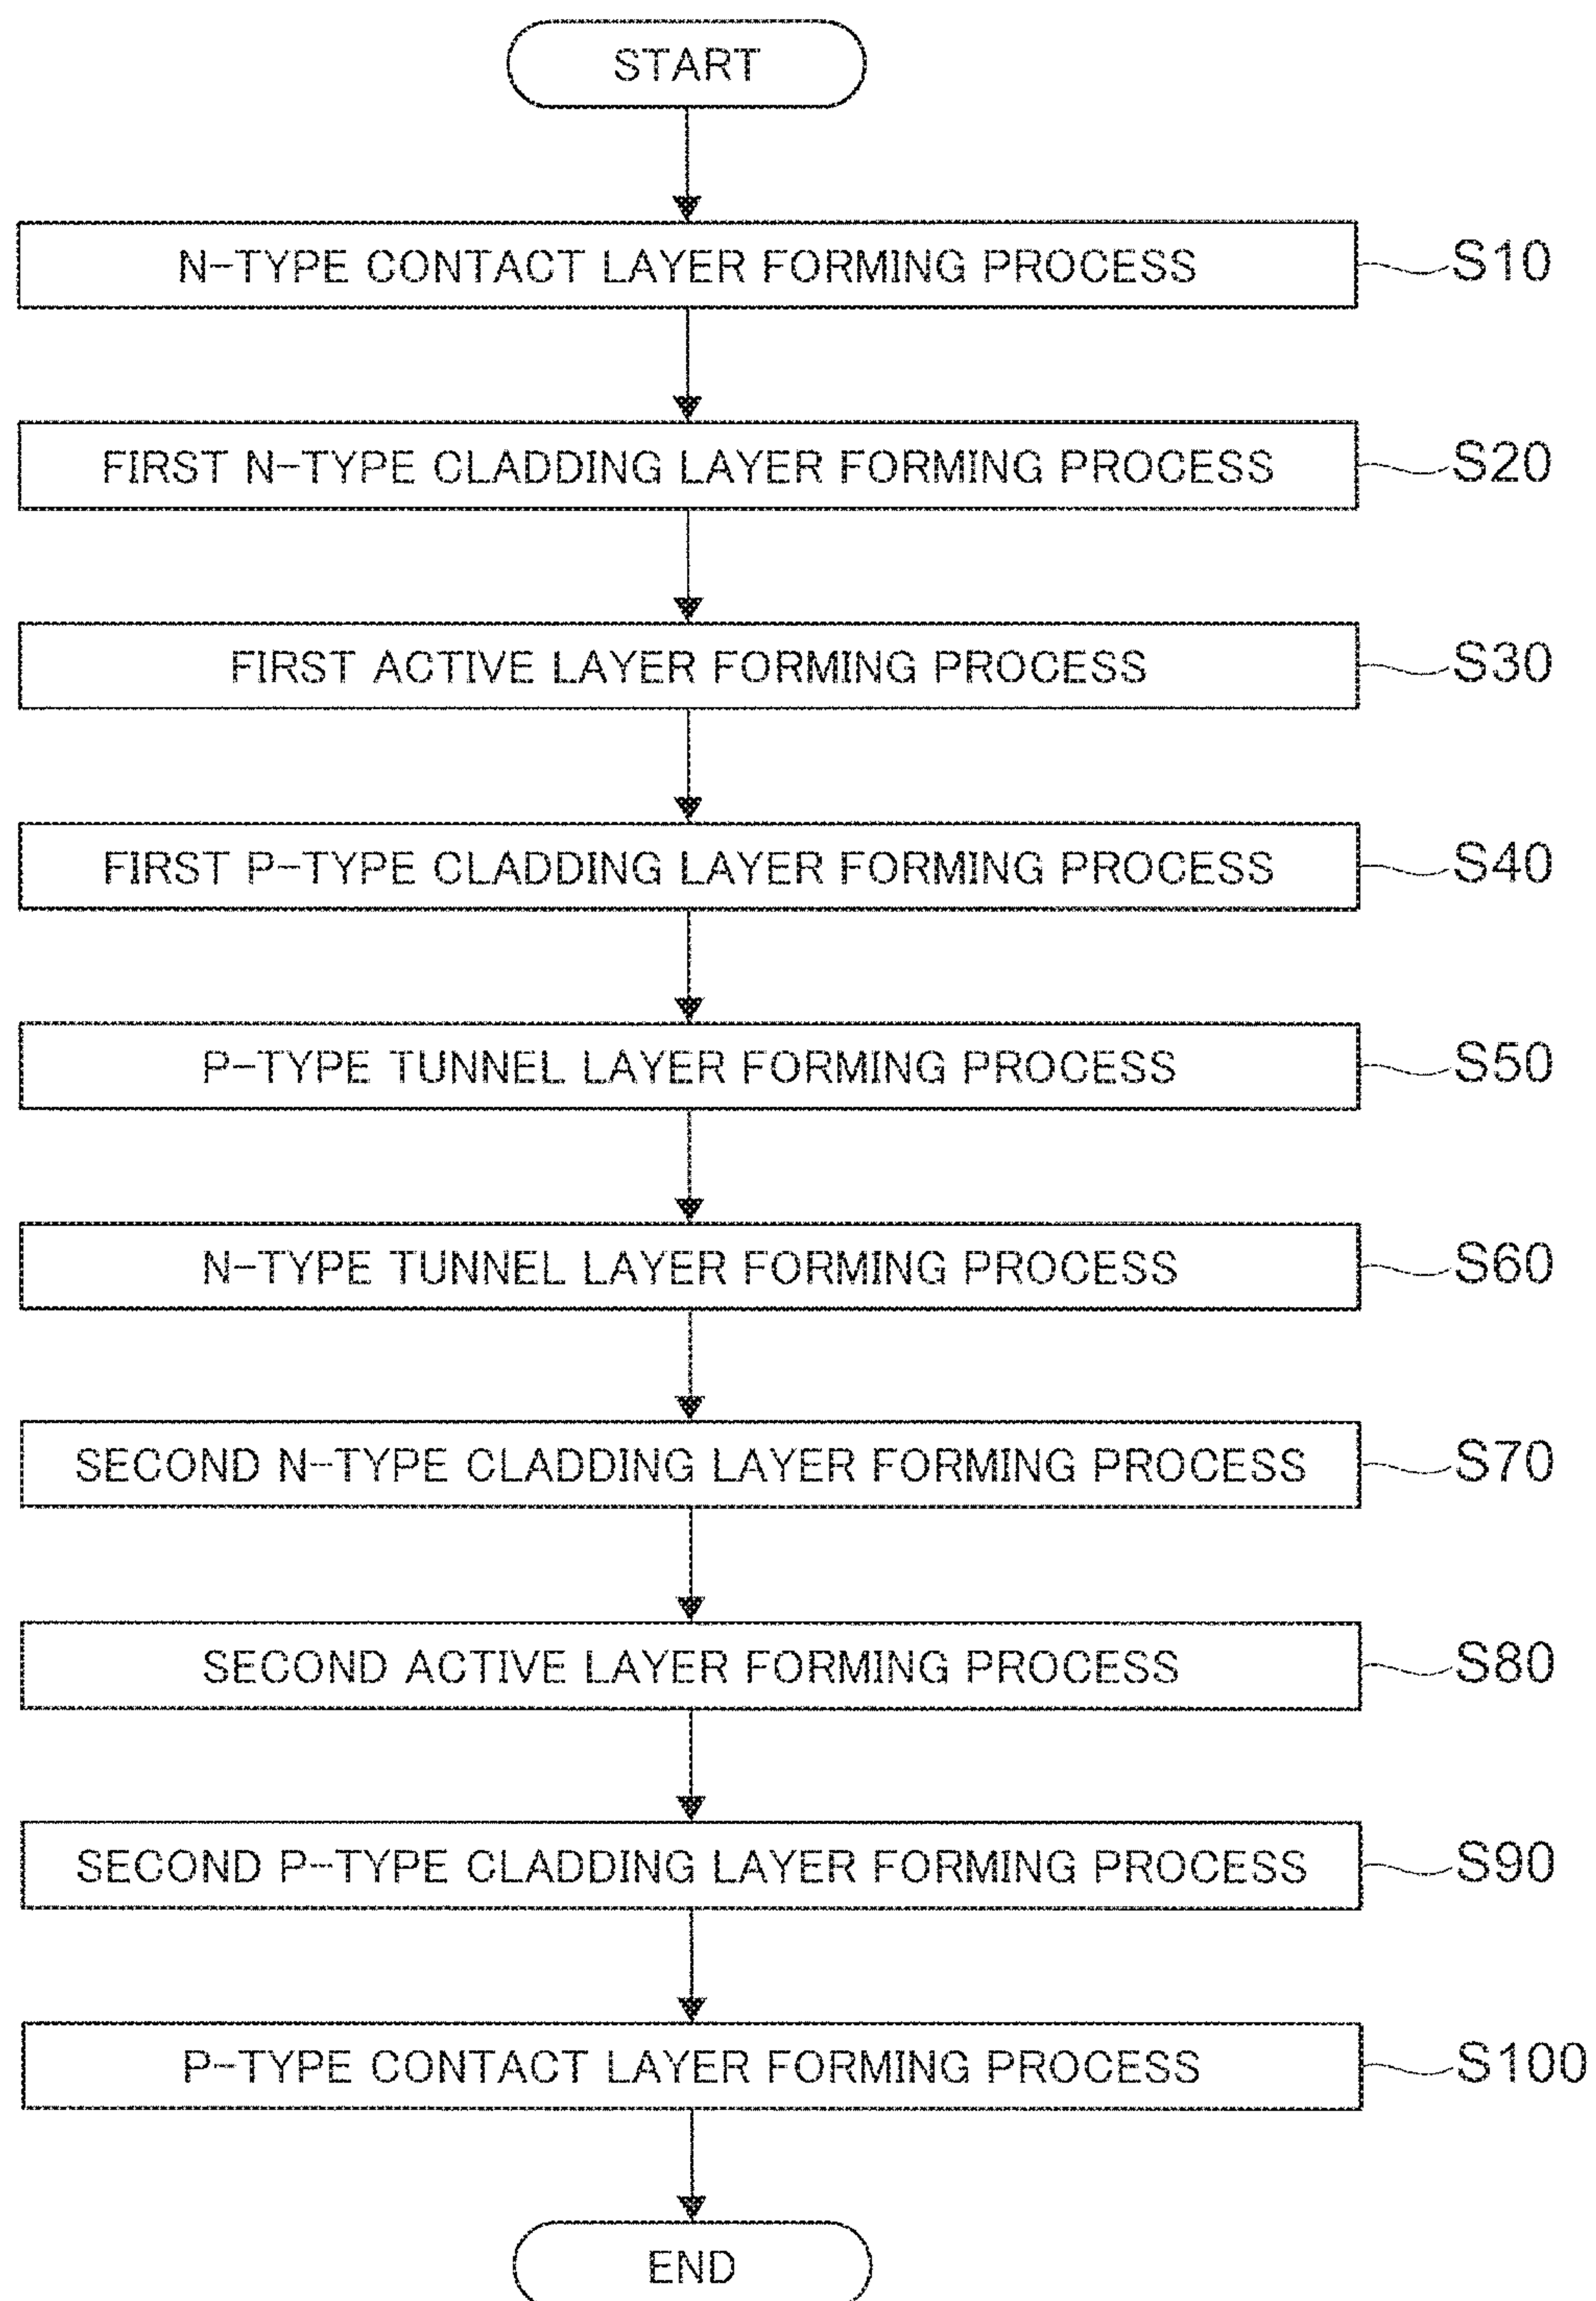 START
N-TYPE CONTACT LAYER FORMING PROCESS S10
FIRST N-TYPE CLADDING LAYER FORMING PROCESS S20
FIRST ACTIVE LAYER FORMING PROCESS S30
FIRST P-TYPE CLADDING LAYER FORMING PROCESS S40
P-TYPE TUNNEL LAYER FORMING PROCESS S50
N-TYPE TUNNEL LAYER FORMING PROCESS S60
SECOND N-TYPE CLADDING LAYER FORMING PROCESS S70
SECOND ACTIVE LAYER FORMING PROCESS S80
SECOND P-TYPE CLADDING LAYER FORMING PROCESS S90
P-TYPE CONTACT LAYER FORMING PROCESS S100
END